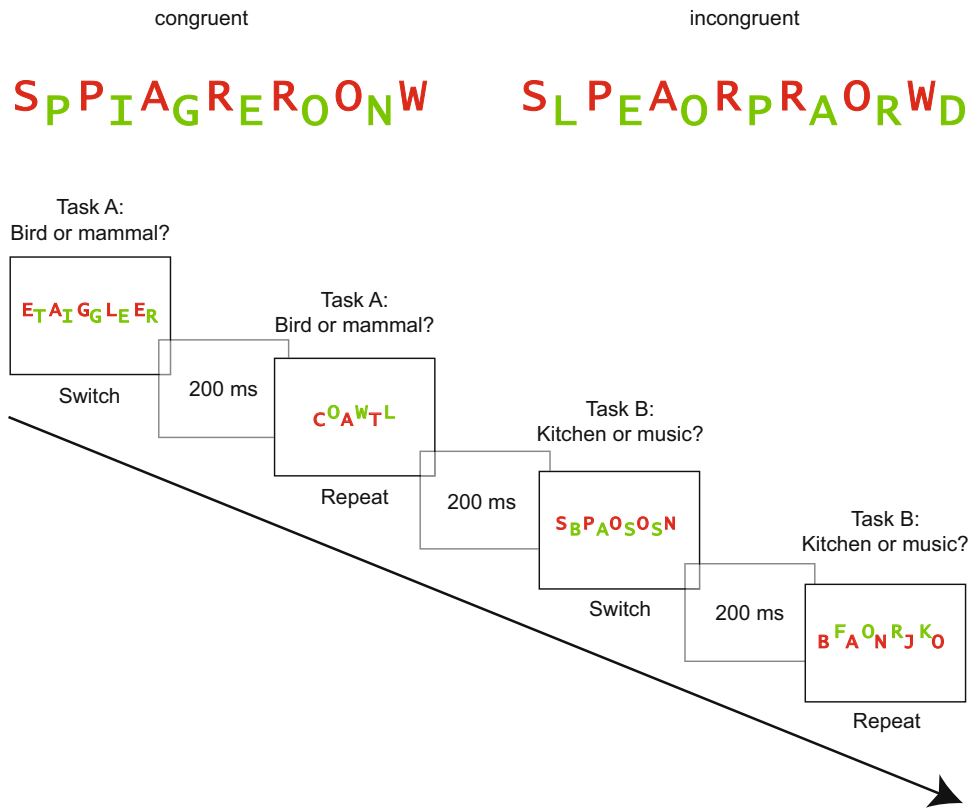 congruent
incongruent
SPPIAGRERROONW
SLPEAORPRAORWD
Task A:
Bird or mammal?
ETAIGGLEER
Switch
200 ms
Task A:
Bird or mammal?
COAWTL
Repeat
200 ms
Task B:
Kitchen or music?
SBPAOSOSN
Switch
200 ms
Task B:
Kitchen or music?
BFAONRJKO
Repeat